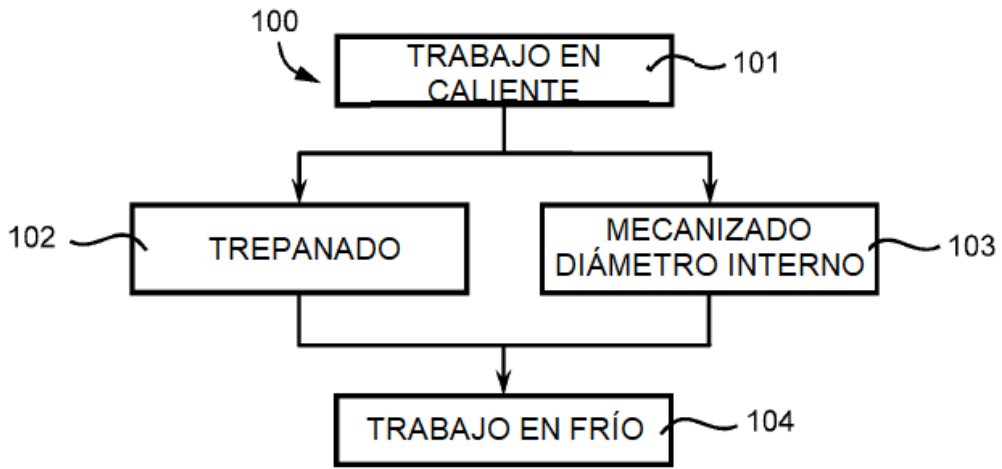 100
TRABAJO EN
CALIENTE
101
102
TREPANADO
MECANIZADO
DIÁMETRO INTERNO
103
TRABAJO EN FRÍO
104